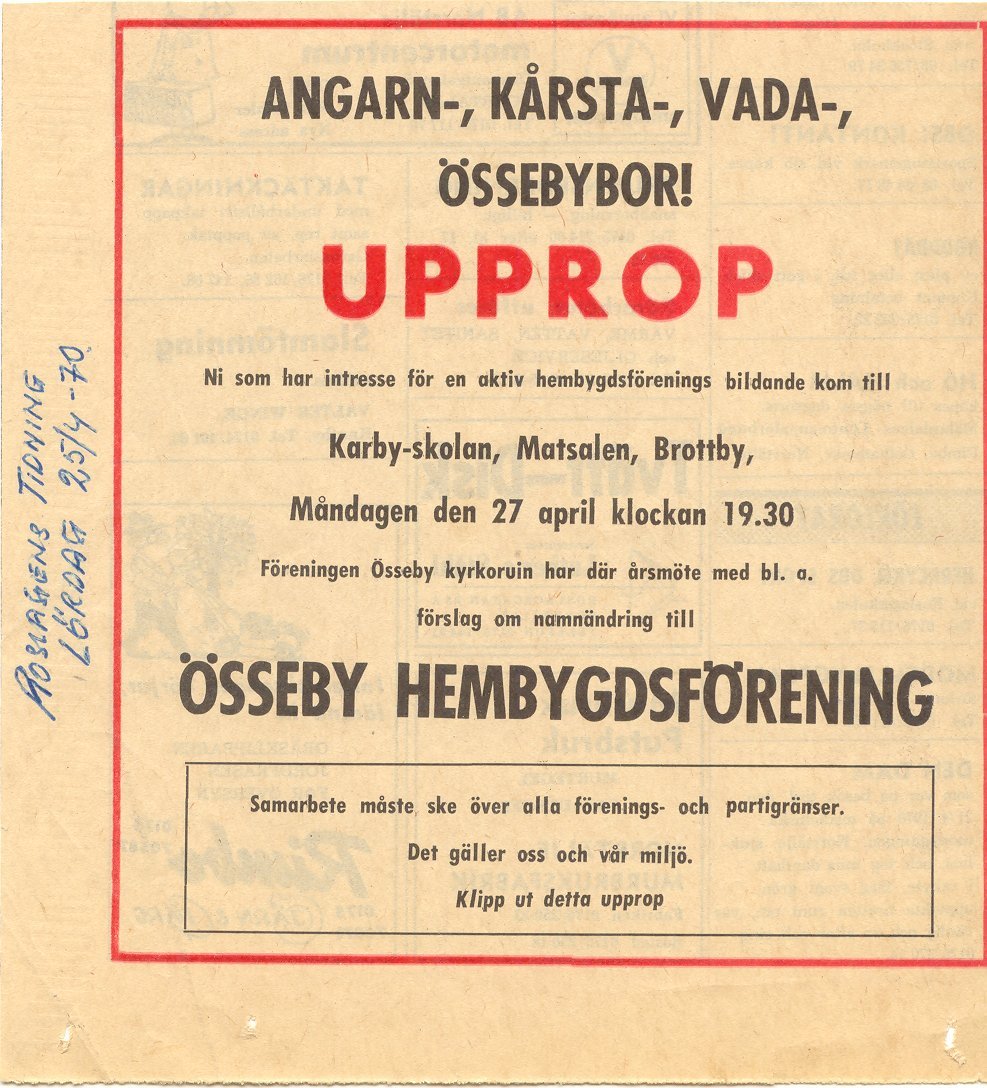 ANGARN-, KÅRSTA-, VADA-,
ÖSSEBYBOR!
UPPROP
Ni som har intresse för en aktiv hembygdsförenings bildande kom till
Karby-skolan, Matsalen, Brottby,
Måndagen den 27 april klockan 19.30
Föreningen Össeby kyrkoruin har där årsmöte med bl. a.
förslag om namnändring till
ÖSSEBY HEMBYGDSFÖRENING
Samarbete måste ske över alla förenings- och partigränser.
Det gäller oss och vår miljö.
Klipp ut detta upprop
ROSLAGENS TIDNING
LÖRDAG 25/4-70